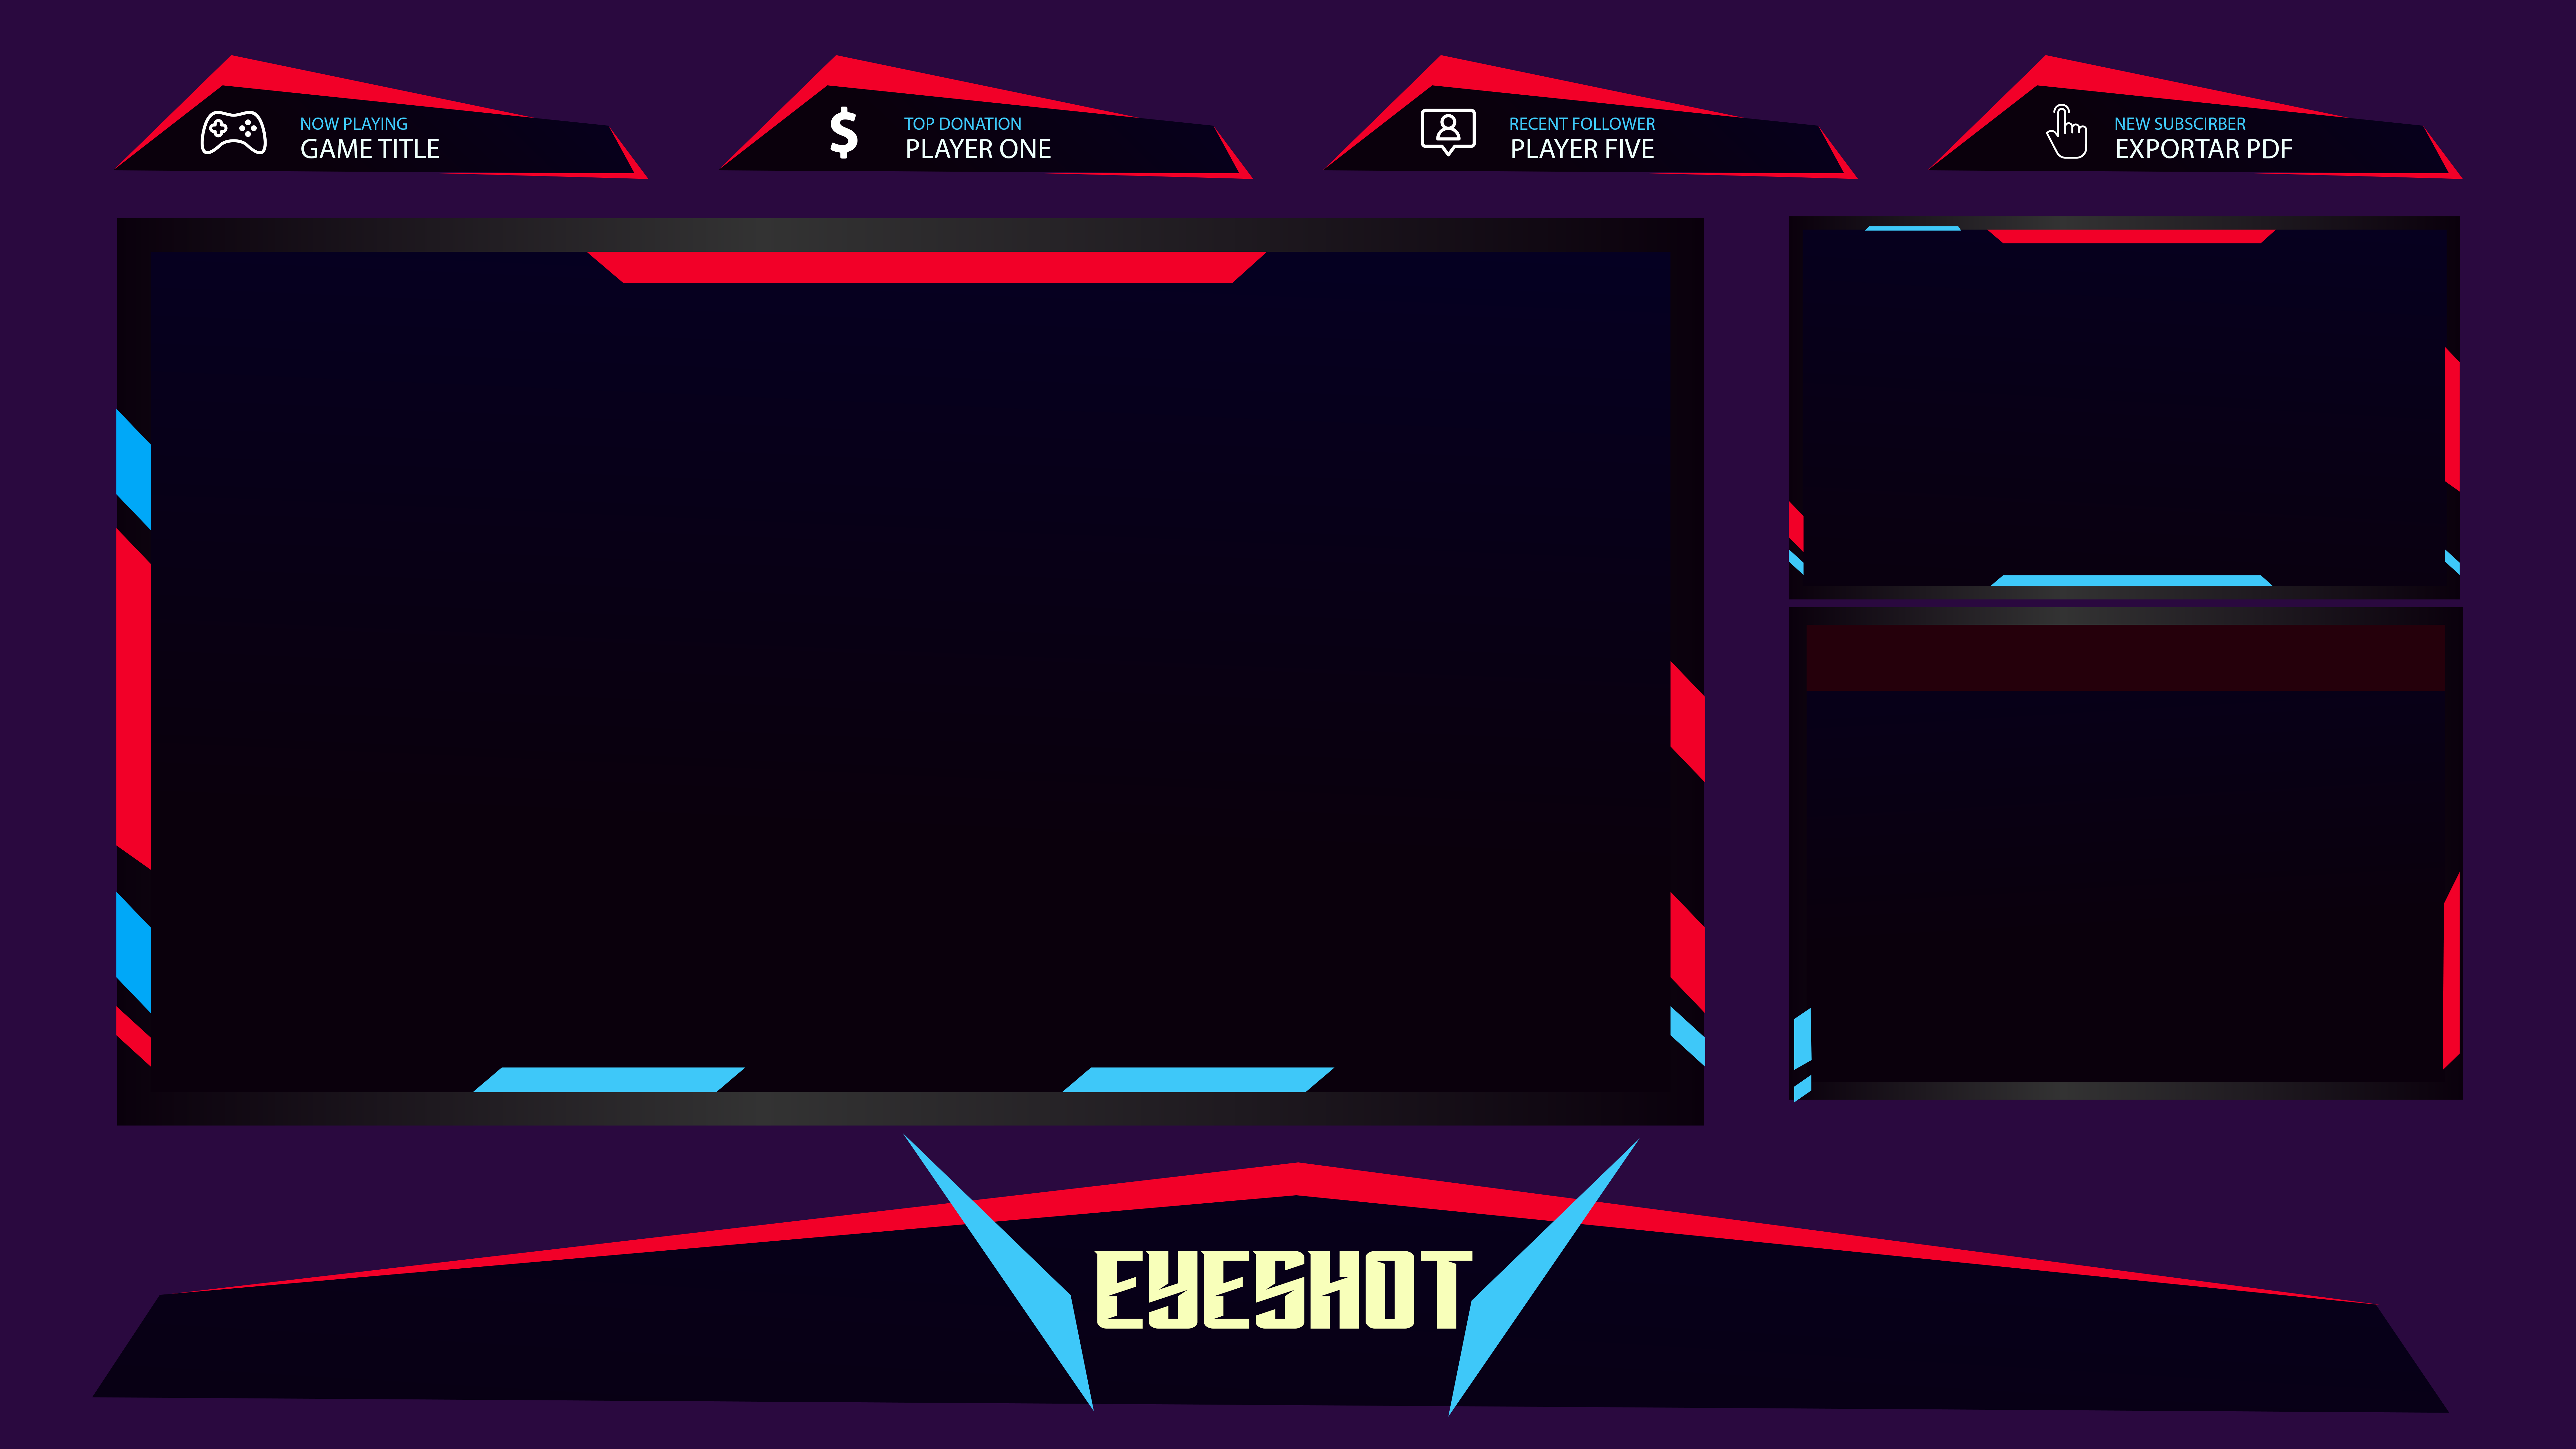 NOW PLAYING
GAME TITLE
TOP DONATION
PLAYER ONE
RECENT FOLLOWER
PLAYER FIVE
NEW SUBSCIRBER
EXPORTAR PDF
EYESHOT